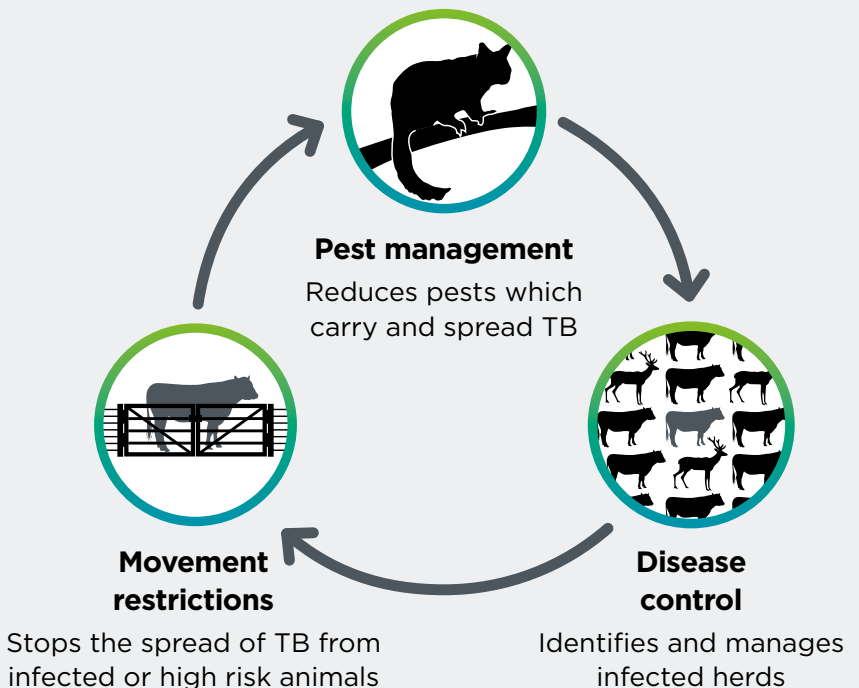 Pest management
Reduces pests which
carry and spread TB
Movement
restrictions
Stops the spread of TB from
infected or high risk animals
Disease
control
Identifies and manages
infected herds